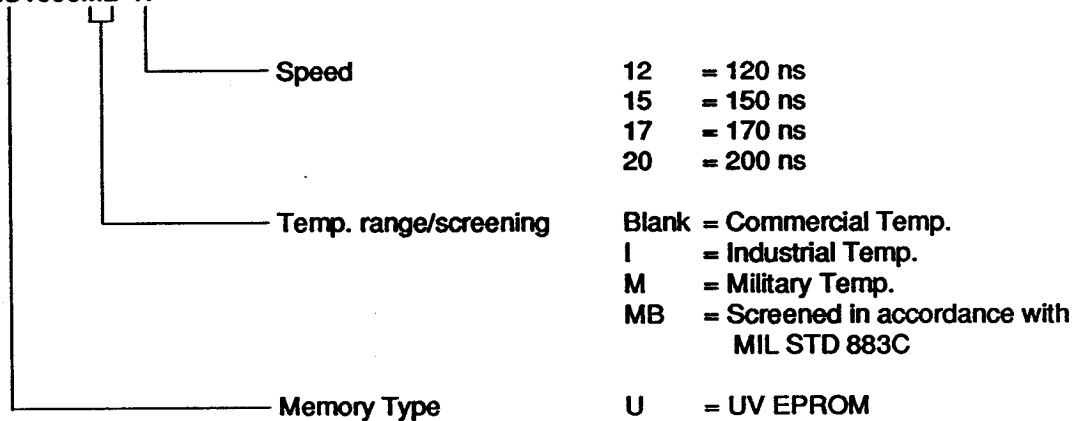 Speed 12 = 120 ns
15 = 150 ns
17 = 170 ns
20 = 200 ns
Temp. range/screening Blank = Commercial Temp.
I = Industrial Temp.
M = Military Temp.
MB = Screened in accordance with
MIL STD 883C
Memory Type U = UV EPROM